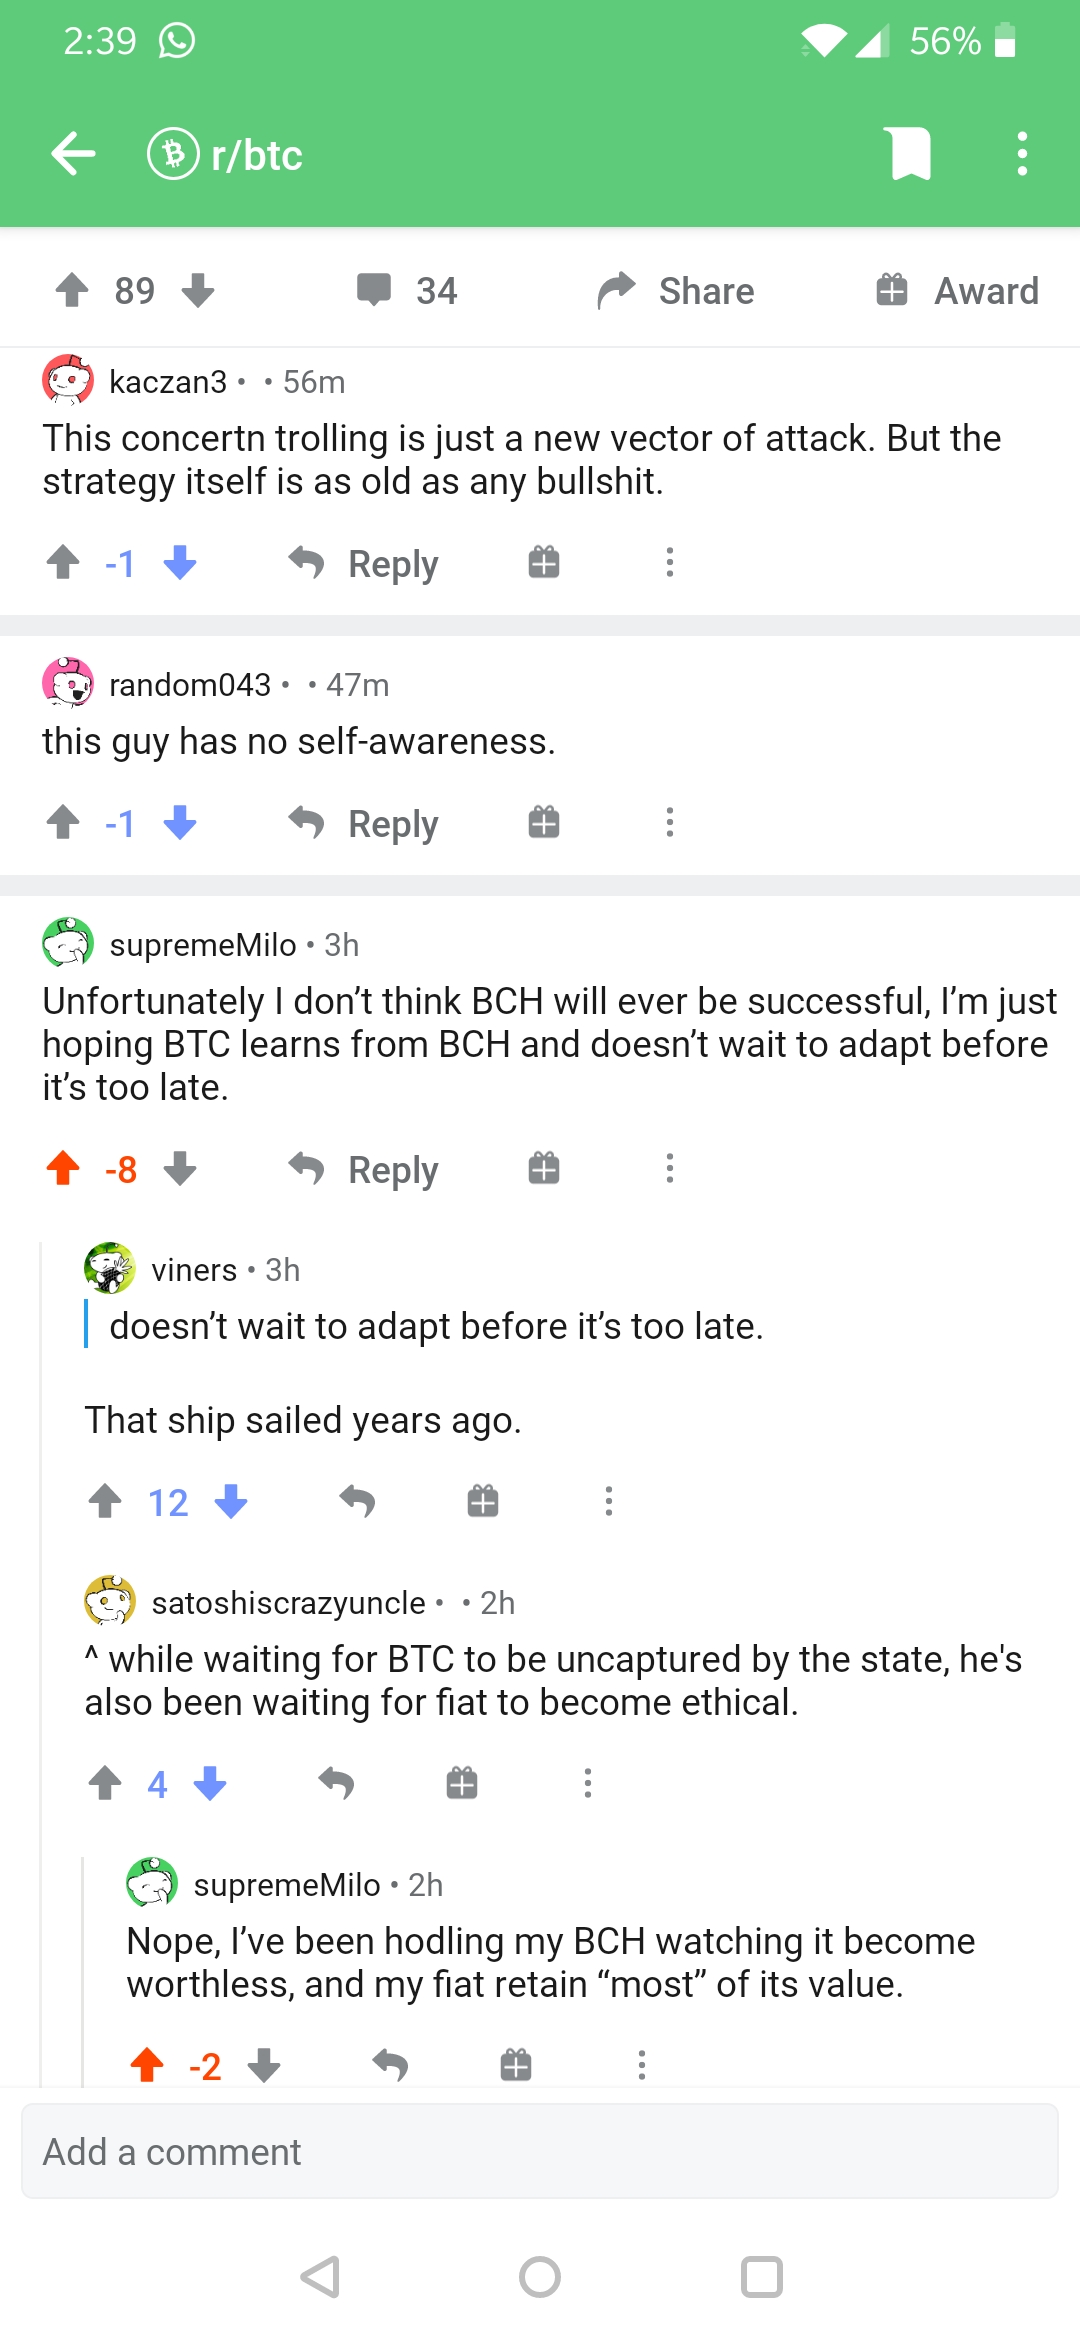 2:39 56%
r/btc
89 34 Share Award
kaczan3 • • 56m
This concertn trolling is just a new vector of attack. But the
strategy itself is as old as any bullshit.
-1 Reply
random043 • • 47m
this guy has no self-awareness.
-1 Reply
supremeMilo • 3h
Unfortunately I don’t think BCH will ever be successful, I’m just
hoping BTC learns from BCH and doesn’t wait to adapt before
it’s too late.
-8 Reply
viners • 3h
doesn’t wait to adapt before it’s too late.
That ship sailed years ago.
12
satoshiscrazyuncle • • 2h
^ while waiting for BTC to be uncaptured by the state, he's
also been waiting for fiat to become ethical.
4
supremeMilo • 2h
Nope, I’ve been hodling my BCH watching it become
worthless, and my fiat retain “most” of its value.
-2
Add a comment